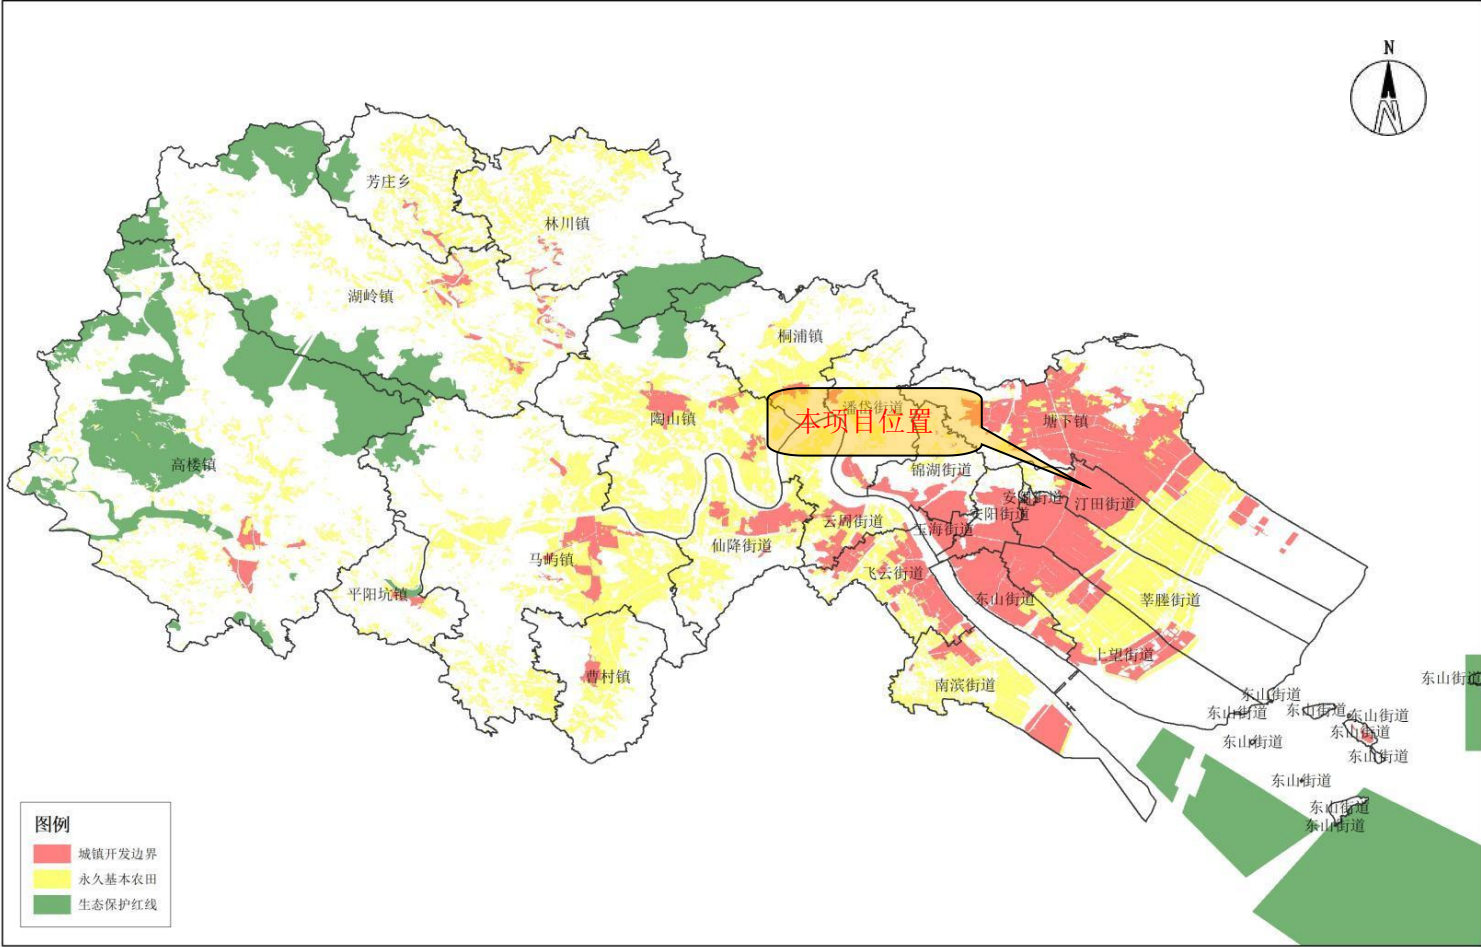 N
芳庄乡
林川镇
湖岭镇
桐浦镇
潘岱街道
本项目位置
陶山镇
塘下镇
高楼镇
锦湖街道
安阳街道
汀田街道
云周街道
玉海街道
仙降街道
马屿镇
飞云街道
平阳坑镇
东山街道
莘塍街道
上望街道
曹村镇
南滨街道
东山街道
东山街道
东山街道
东山街道
东山街道
东山街道
东山街道
东山街道
东山街道
东山街道
东山街道
图例
城镇开发边界
永久基本农田
生态保护红线